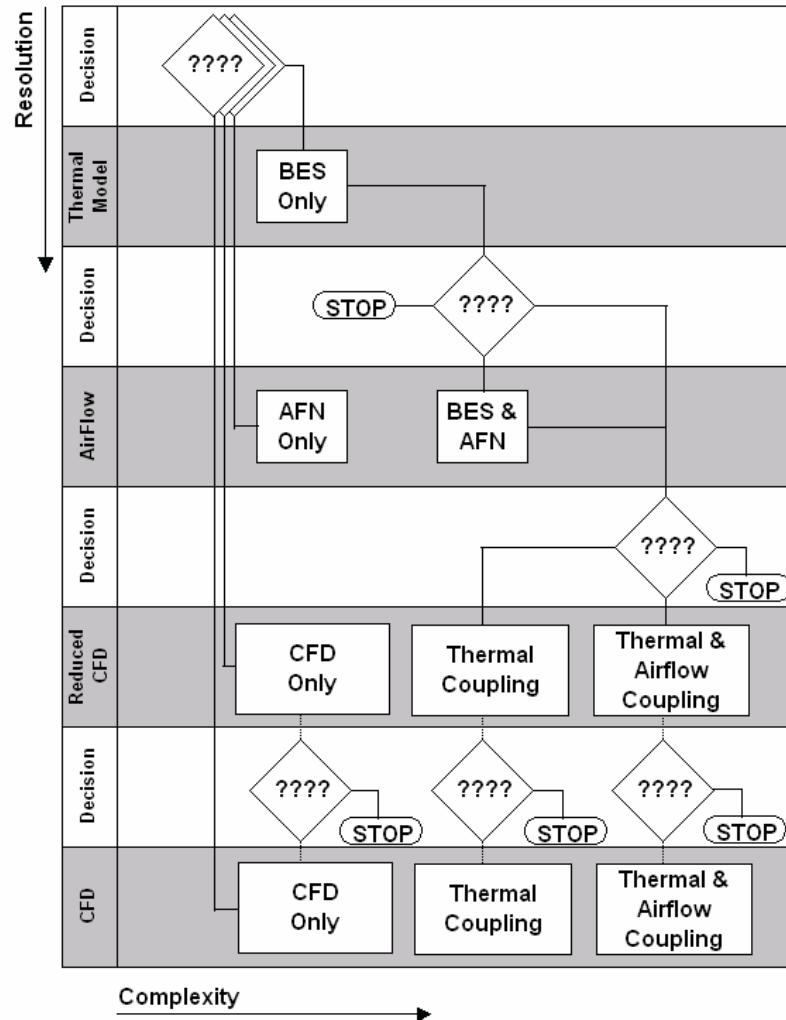 Resolution
Decision
????
Thermal
Model
BES
Only
Decision
STOP
????
AirFlow
AFN
Only
BES &
AFN
Decision
????
STOP
Reduced
CFD
CFD
Only
Thermal
Coupling
Thermal &
Airflow
Coupling
Decision
????
STOP
????
STOP
????
STOP
CFD
CFD
Only
Thermal
Coupling
Thermal &
Airflow
Coupling
Complexity